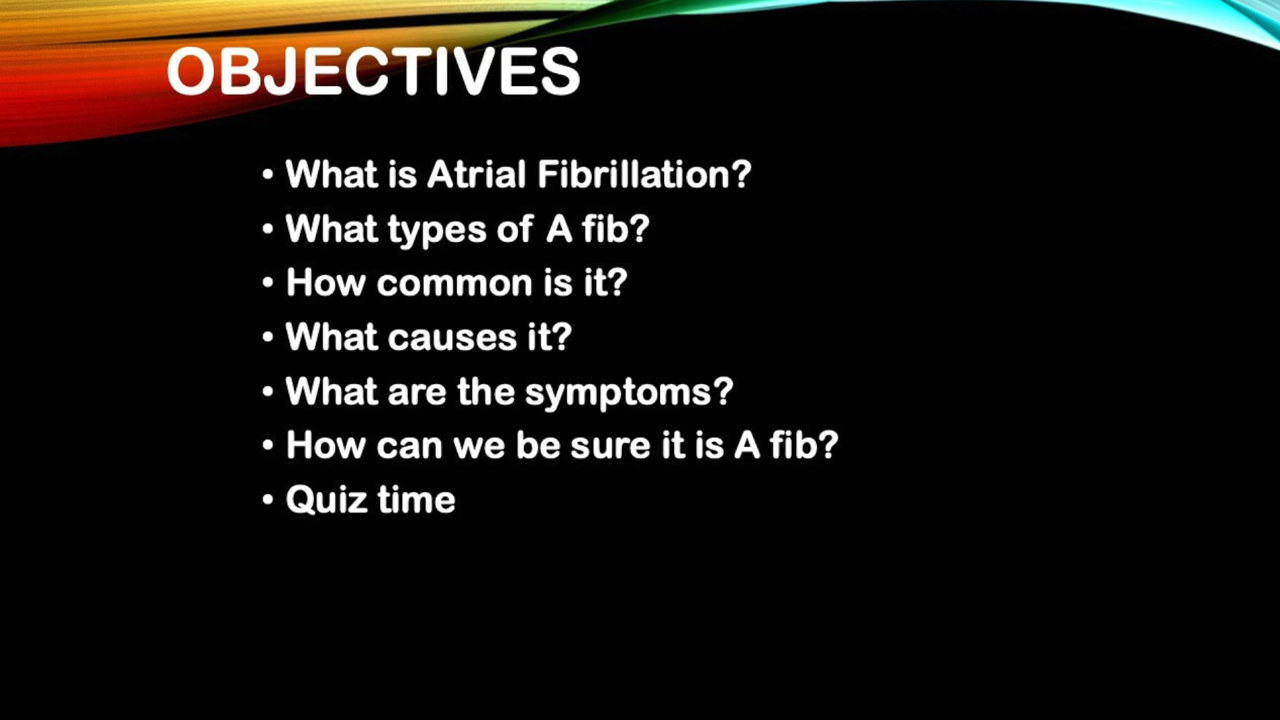 OBJECTIVES
• What is Atrial Fibrillation?
• What types of A fib?
• How common is it?
• What causes it?
• What are the symptoms?
• How can we be sure it is A fib?
• Quiz time